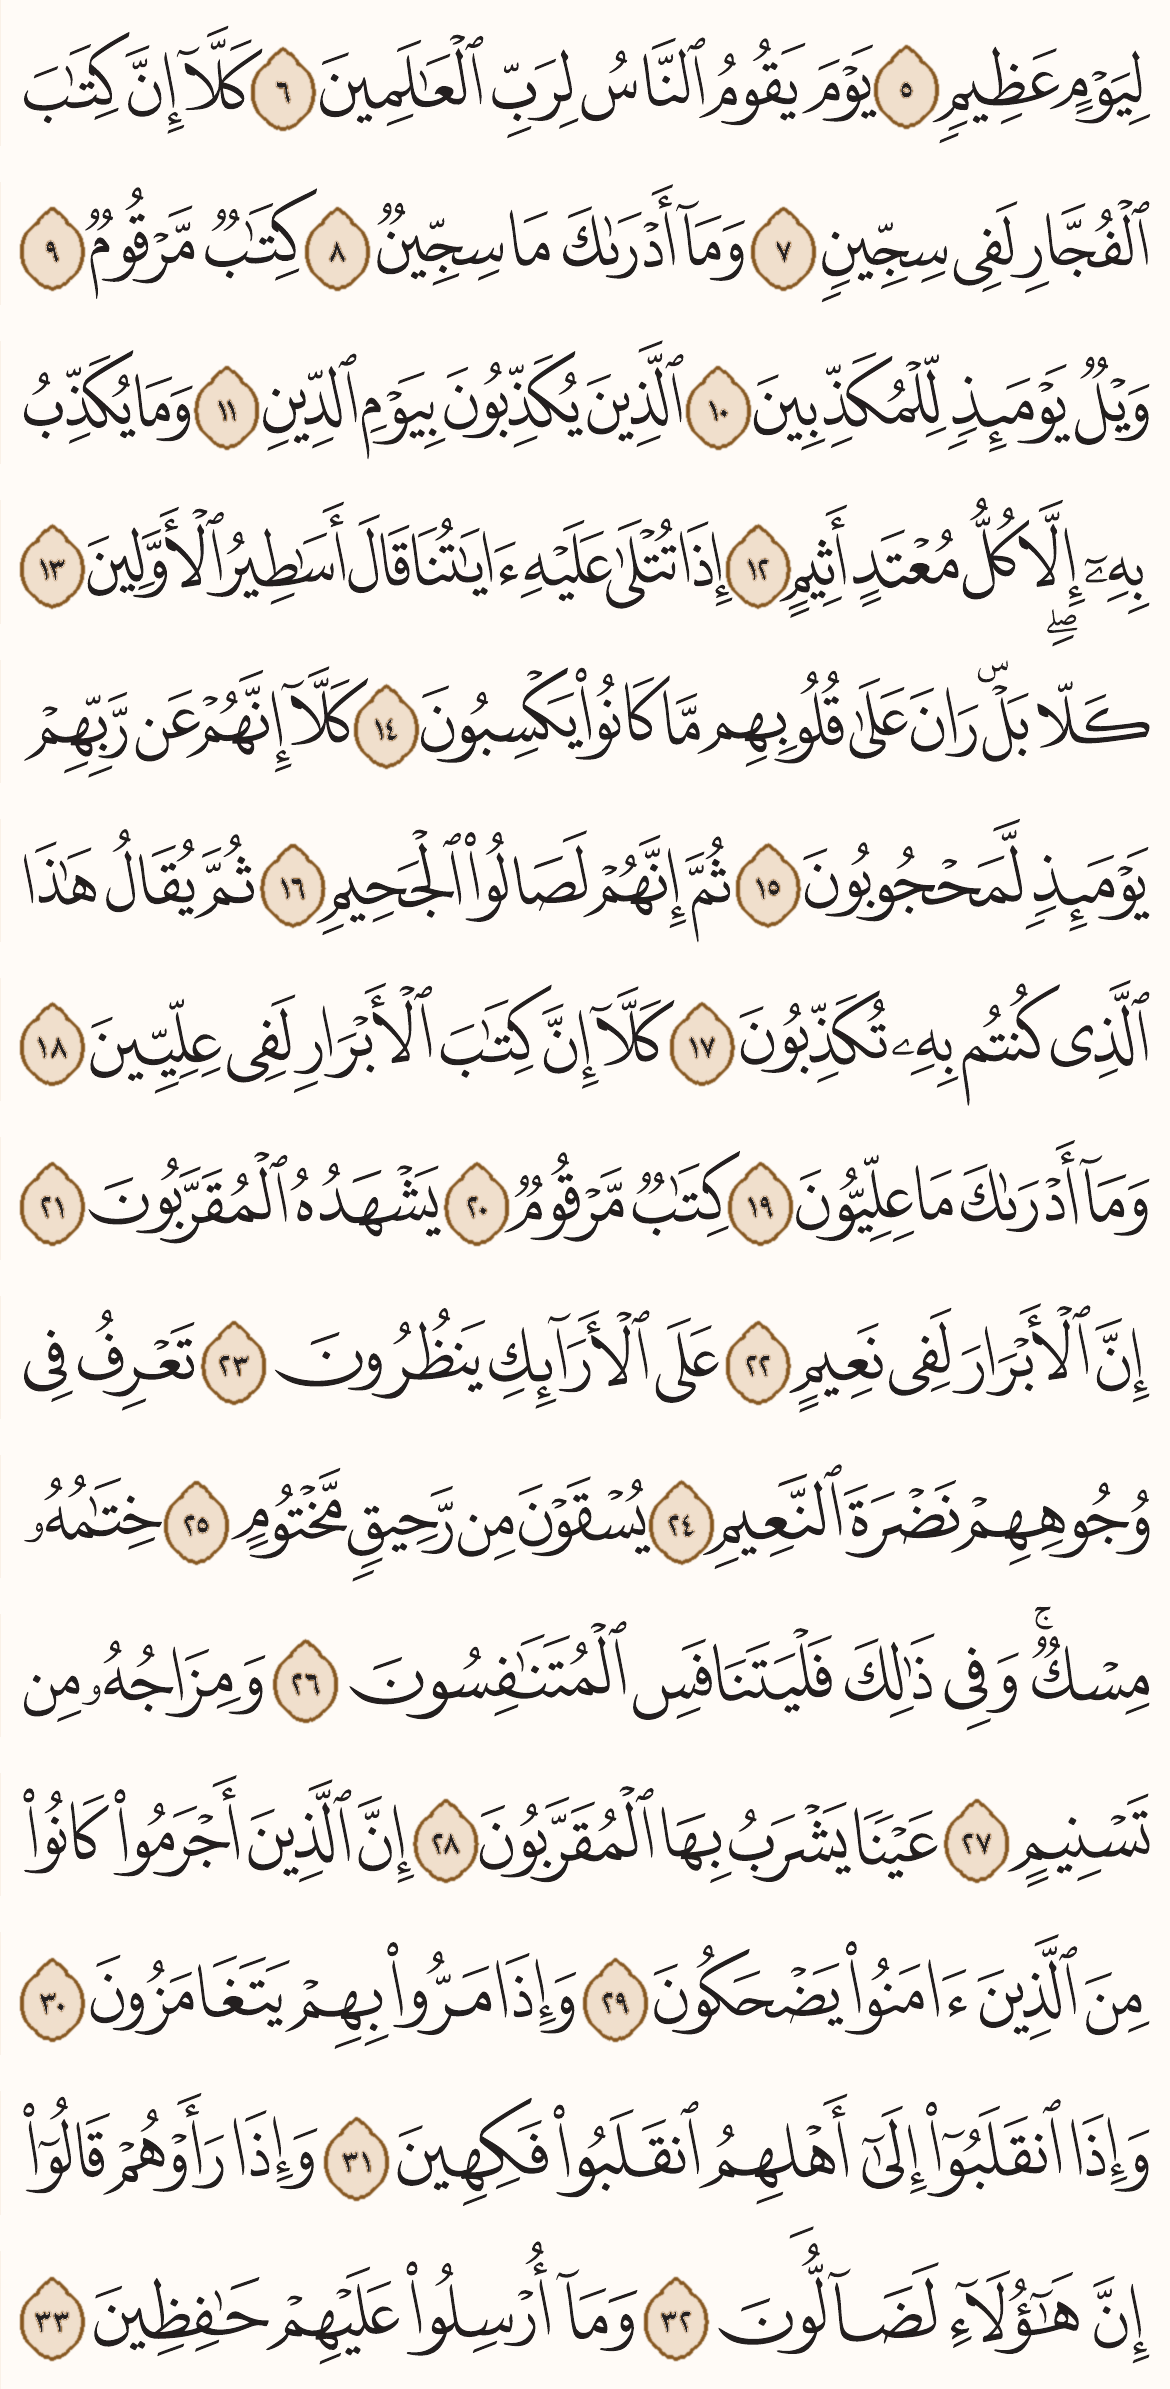 لِيَوْمٍ عَظِيمٍ ٥ يَوْمَ يَقُومُ ٱلنَّاسُ لِرَبِّ ٱلْعَـٰلَمِينَ ٦ كَلَّآ إِنَّ كِتَـٰبَ
ٱلْفُجَّارِ لَفِى سِجِّينٍ ٧ وَمَآ أَدْرَىٰكَ مَا سِجِّينٌ ٨ كِتَـٰبٌ مَّرْقُومٌ ٩
وَيْلٌ يَوْمَئِذٍ لِّلْمُكَذِّبِينَ ١٠ ٱلَّذِينَ يُكَذِّبُونَ بِيَوْمِ ٱلدِّينِ ١١ وَمَا يُكَذِّبُ
بِهِۦٓ إِلَّا كُلُّ مُعْتَدٍ أَثِيمٍ ١٢ إِذَا تُتْلَىٰ عَلَيْهِ ءَايَـٰتُنَا قَالَ أَسَـٰطِيرُ ٱلْأَوَّلِينَ ١٣
كَلَّا ۖ بَلْ ۜ رَانَ عَلَىٰ قُلُوبِهِم مَّا كَانُوا۟ يَكْسِبُونَ ١٤ كَلَّآ إِنَّهُمْ عَن رَّبِّهِمْ
يَوْمَئِذٍ لَّمَحْجُوبُونَ ١٥ ثُمَّ إِنَّهُمْ لَصَالُوا۟ ٱلْجَحِيمِ ١٦ ثُمَّ يُقَالُ هَـٰذَا
ٱلَّذِى كُنتُم بِهِۦ تُكَذِّبُونَ ١٧ كَلَّآ إِنَّ كِتَـٰبَ ٱلْأَبْرَارِ لَفِى عِلِّيِّينَ ١٨
وَمَآ أَدْرَىٰكَ مَا عِلِّيُّونَ ١٩ كِتَـٰبٌ مَّرْقُومٌ ٢٠ يَشْهَدُهُ ٱلْمُقَرَّبُونَ ٢١
إِنَّ ٱلْأَبْرَارَ لَفِى نَعِيمٍ ٢٢ عَلَى ٱلْأَرَآئِكِ يَنظُرُونَ ٢٣ تَعْرِفُ فِى
وُجُوهِهِمْ نَضْرَةَ ٱلنَّعِيمِ ٢٤ يُسْقَوْنَ مِن رَّحِيقٍ مَّخْتُومٍ ٢٥ خِتَـٰمُهُۥ
مِسْكٌ ۚ وَفِى ذَٰلِكَ فَلْيَتَنَافَسِ ٱلْمُتَنَـٰفِسُونَ ٢٦ وَمِزَاجُهُۥ مِن
تَسْنِيمٍ ٢٧ عَيْنًا يَشْرَبُ بِهَا ٱلْمُقَرَّبُونَ ٢٨ إِنَّ ٱلَّذِينَ أَجْرَمُوا۟ كَانُوا۟
مِنَ ٱلَّذِينَ ءَامَنُوا۟ يَضْحَكُونَ ٢٩ وَإِذَا مَرُّوا۟ بِهِمْ يَتَغَامَزُونَ ٣٠
وَإِذَا ٱنقَلَبُوٓا۟ إِلَىٰٓ أَهْلِهِمُ ٱنقَلَبُوا۟ فَكِهِينَ ٣١ وَإِذَا رَأَوْهُمْ قَالُوٓا۟
إِنَّ هَـٰٓؤُلَآءِ لَضَآلُّونَ ٣٢ وَمَآ أُرْسِلُوا۟ عَلَيْهِمْ حَـٰفِظِينَ ٣٣